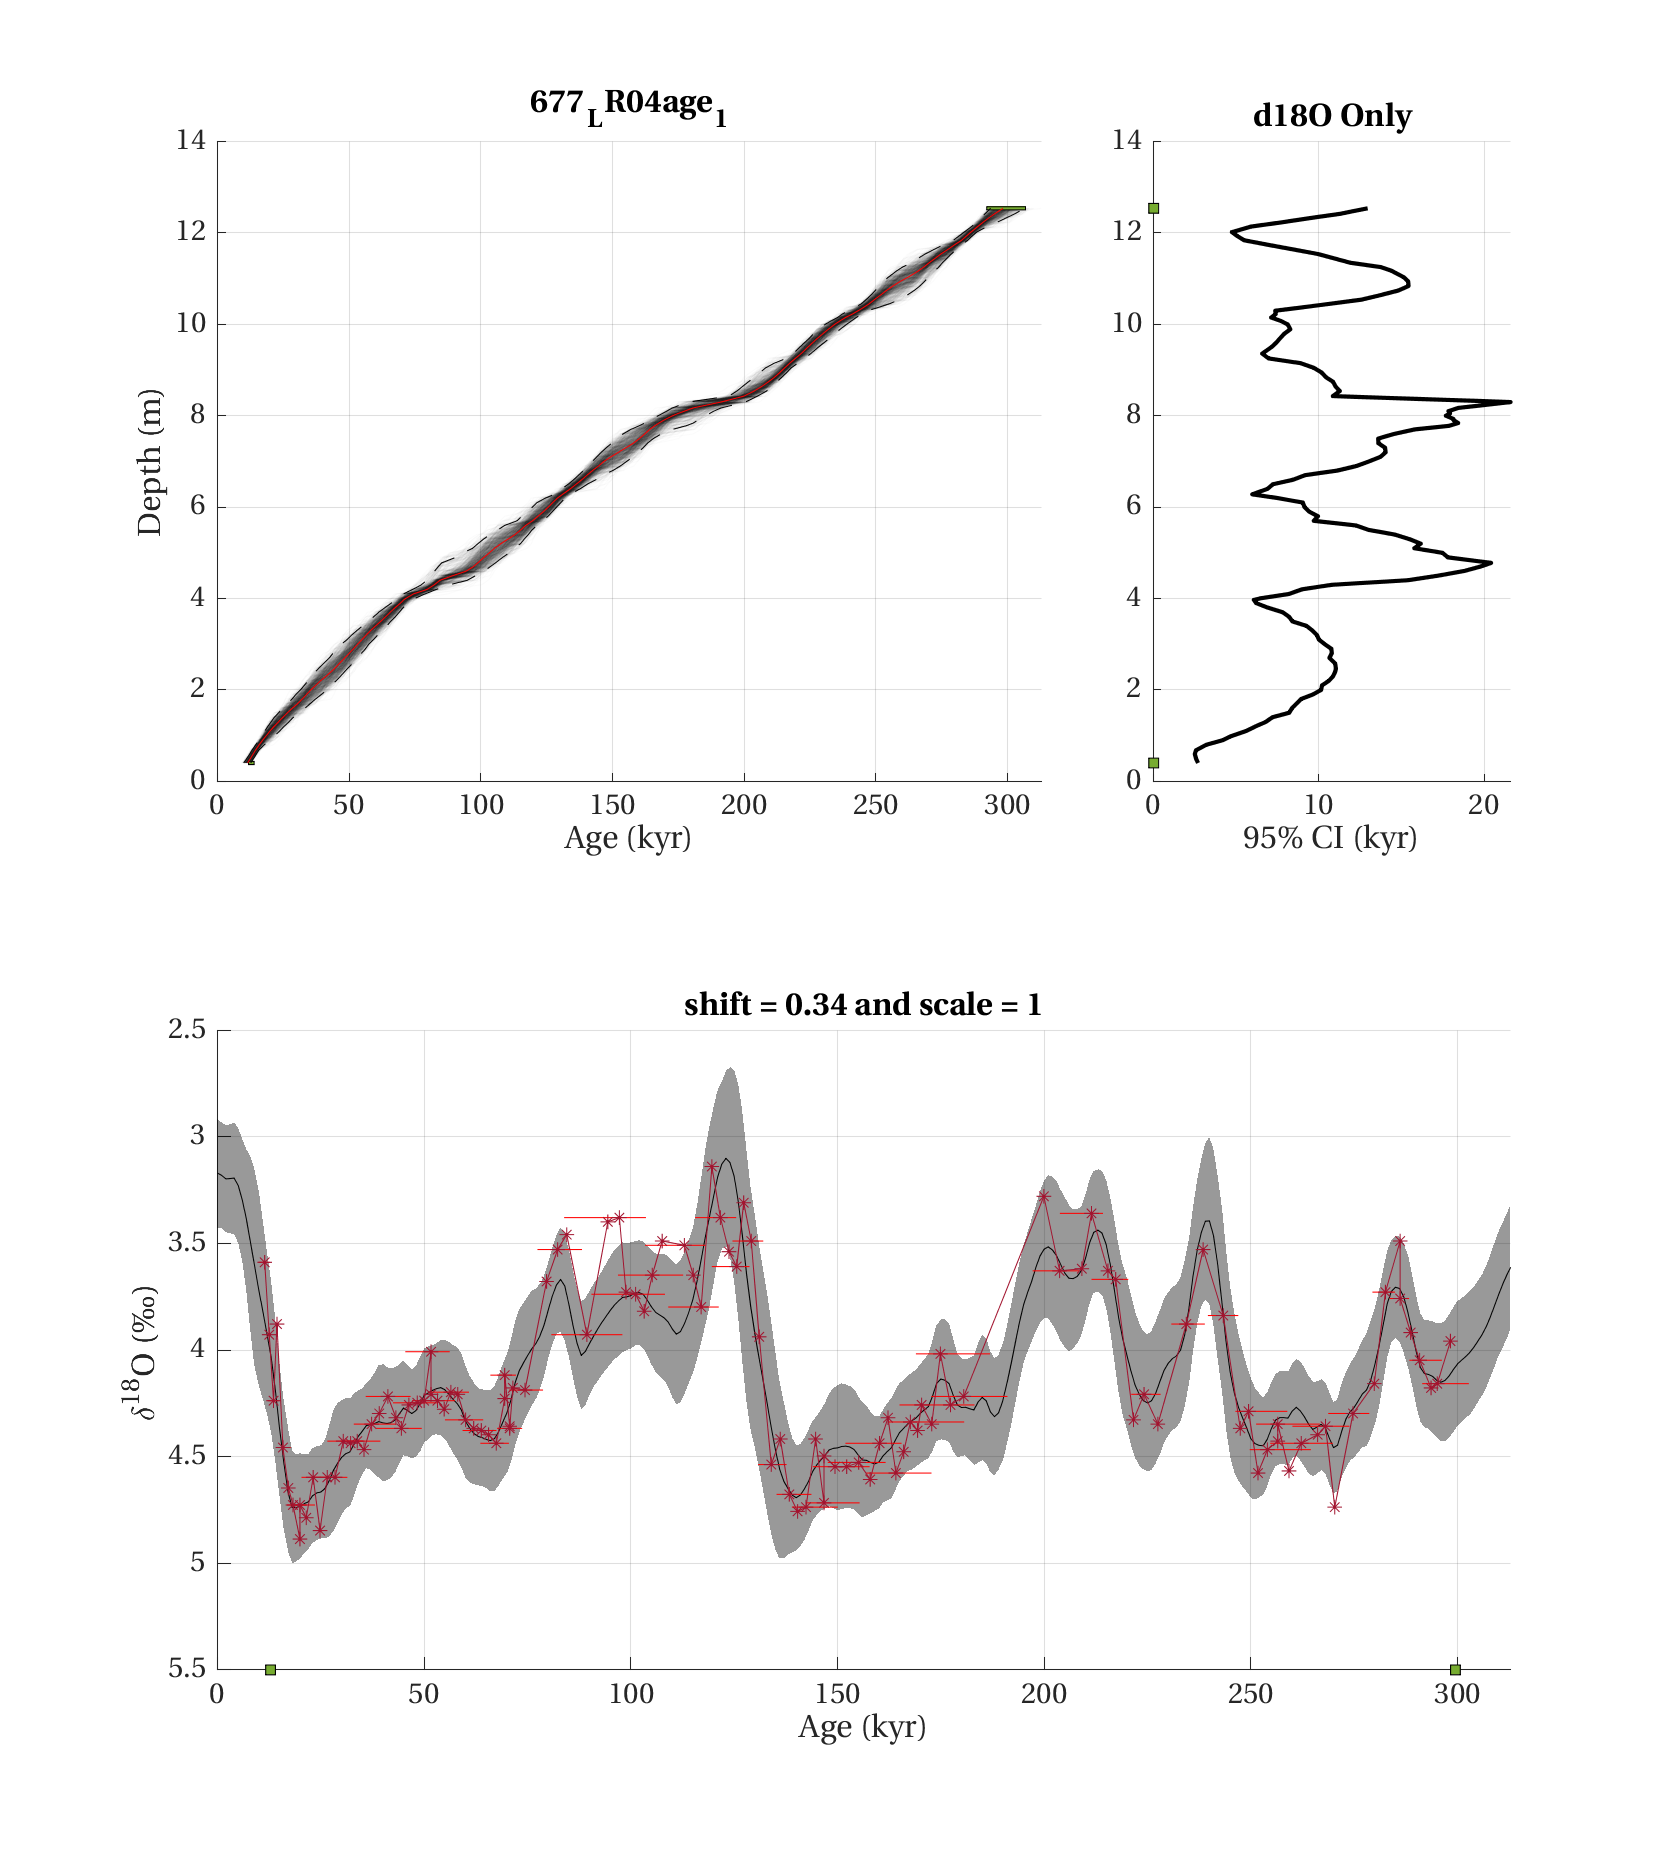 677LR04age1
d18O Only
14
12
10
8
6
4
2
0
0 50 100 150 200 250 300
Age (kyr)
Depth (m)
14
12
10
8
6
4
2
0
0 10 20
95% CI (kyr)
shift = 0.34 and scale = 1
2.5
3
3.5
4
4.5
5
5.5
0 50 100 150 200 250 300
Age (kyr)
δ18O (‰)